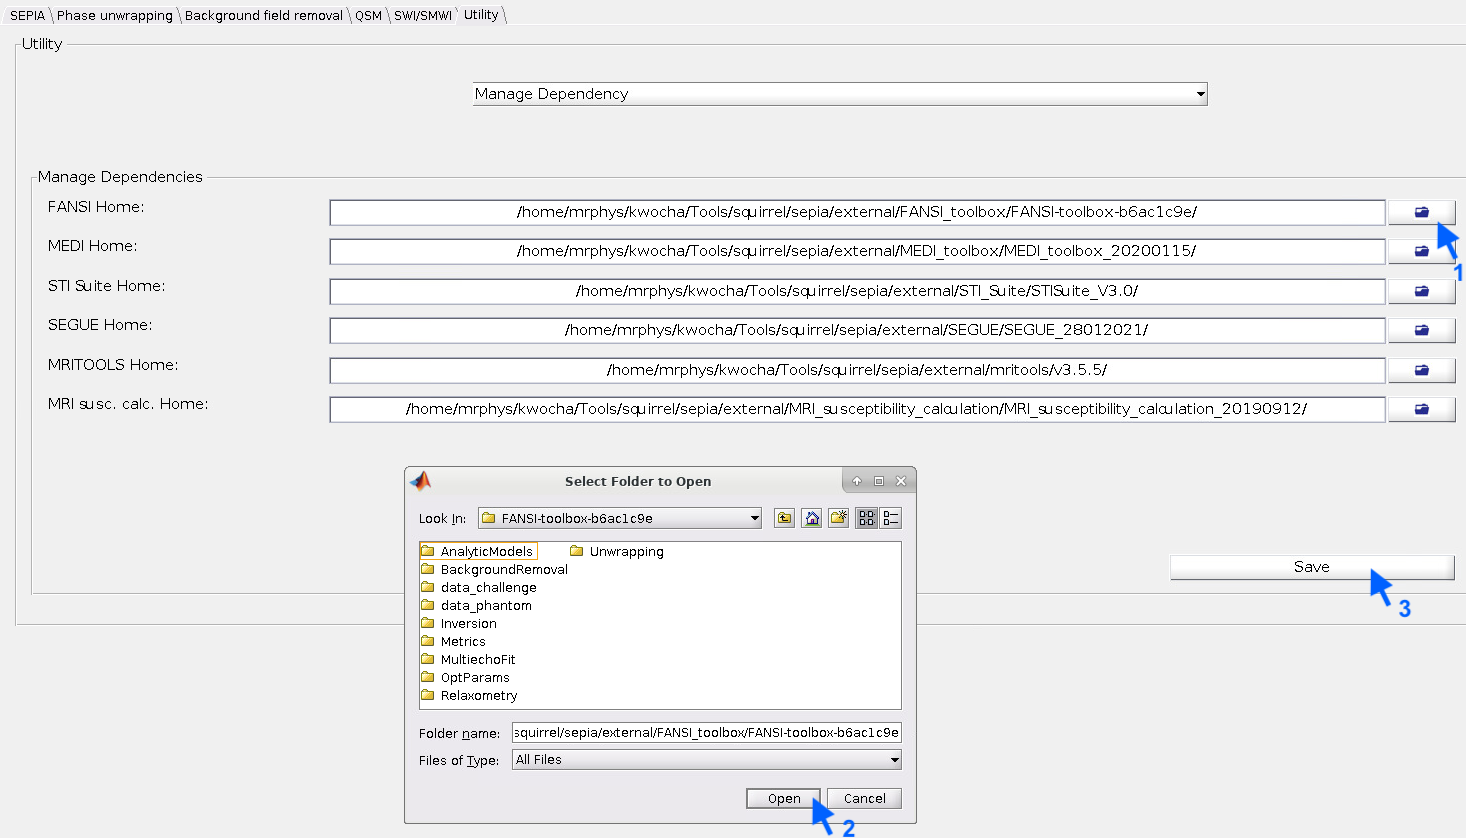 SEPIA Phase unwrapping Background field removal QSM SWI/SMWI Utility
Utility
Manage Dependency
Manage Dependencies
FANSI Home: /home/mrphys/kwocha/Tools/squirrel/sepia/external/FANSI_toolbox/FANSI-toolbox-b6ac1c9e/
MEDI Home: /home/mrphys/kwocha/Tools/squirrel/sepia/external/MEDI_toolbox/MEDI_toolbox_20200115/
1
STI Suite Home: /home/mrphys/kwocha/Tools/squirrel/sepia/external/STI_Suite/STISuite_V3.0/
SEGUE Home: /home/mrphys/kwocha/Tools/squirrel/sepia/external/SEGUE/SEGUE_28012021/
MRITOOLS Home: /home/mrphys/kwocha/Tools/squirrel/sepia/external/mritools/v3.5.5/
MRI susc. calc. Home: /home/mrphys/kwocha/Tools/squirrel/sepia/external/MRI_susceptibility_calculation/MRI_susceptibility_calculation_20190912/
Select Folder to Open
Look In: FANSI-toolbox-b6ac1c9e
AnalyticModels Unwrapping
BackgroundRemoval
data_challenge
data_phantom
Inversion
Metrics
MultiechoFit
OptParams
Relaxometry
Folder name: squirrel/sepia/external/FANSI_toolbox/FANSI-toolbox-b6ac1c9e
Files of Type: All Files
Open Cancel
2
Save
3